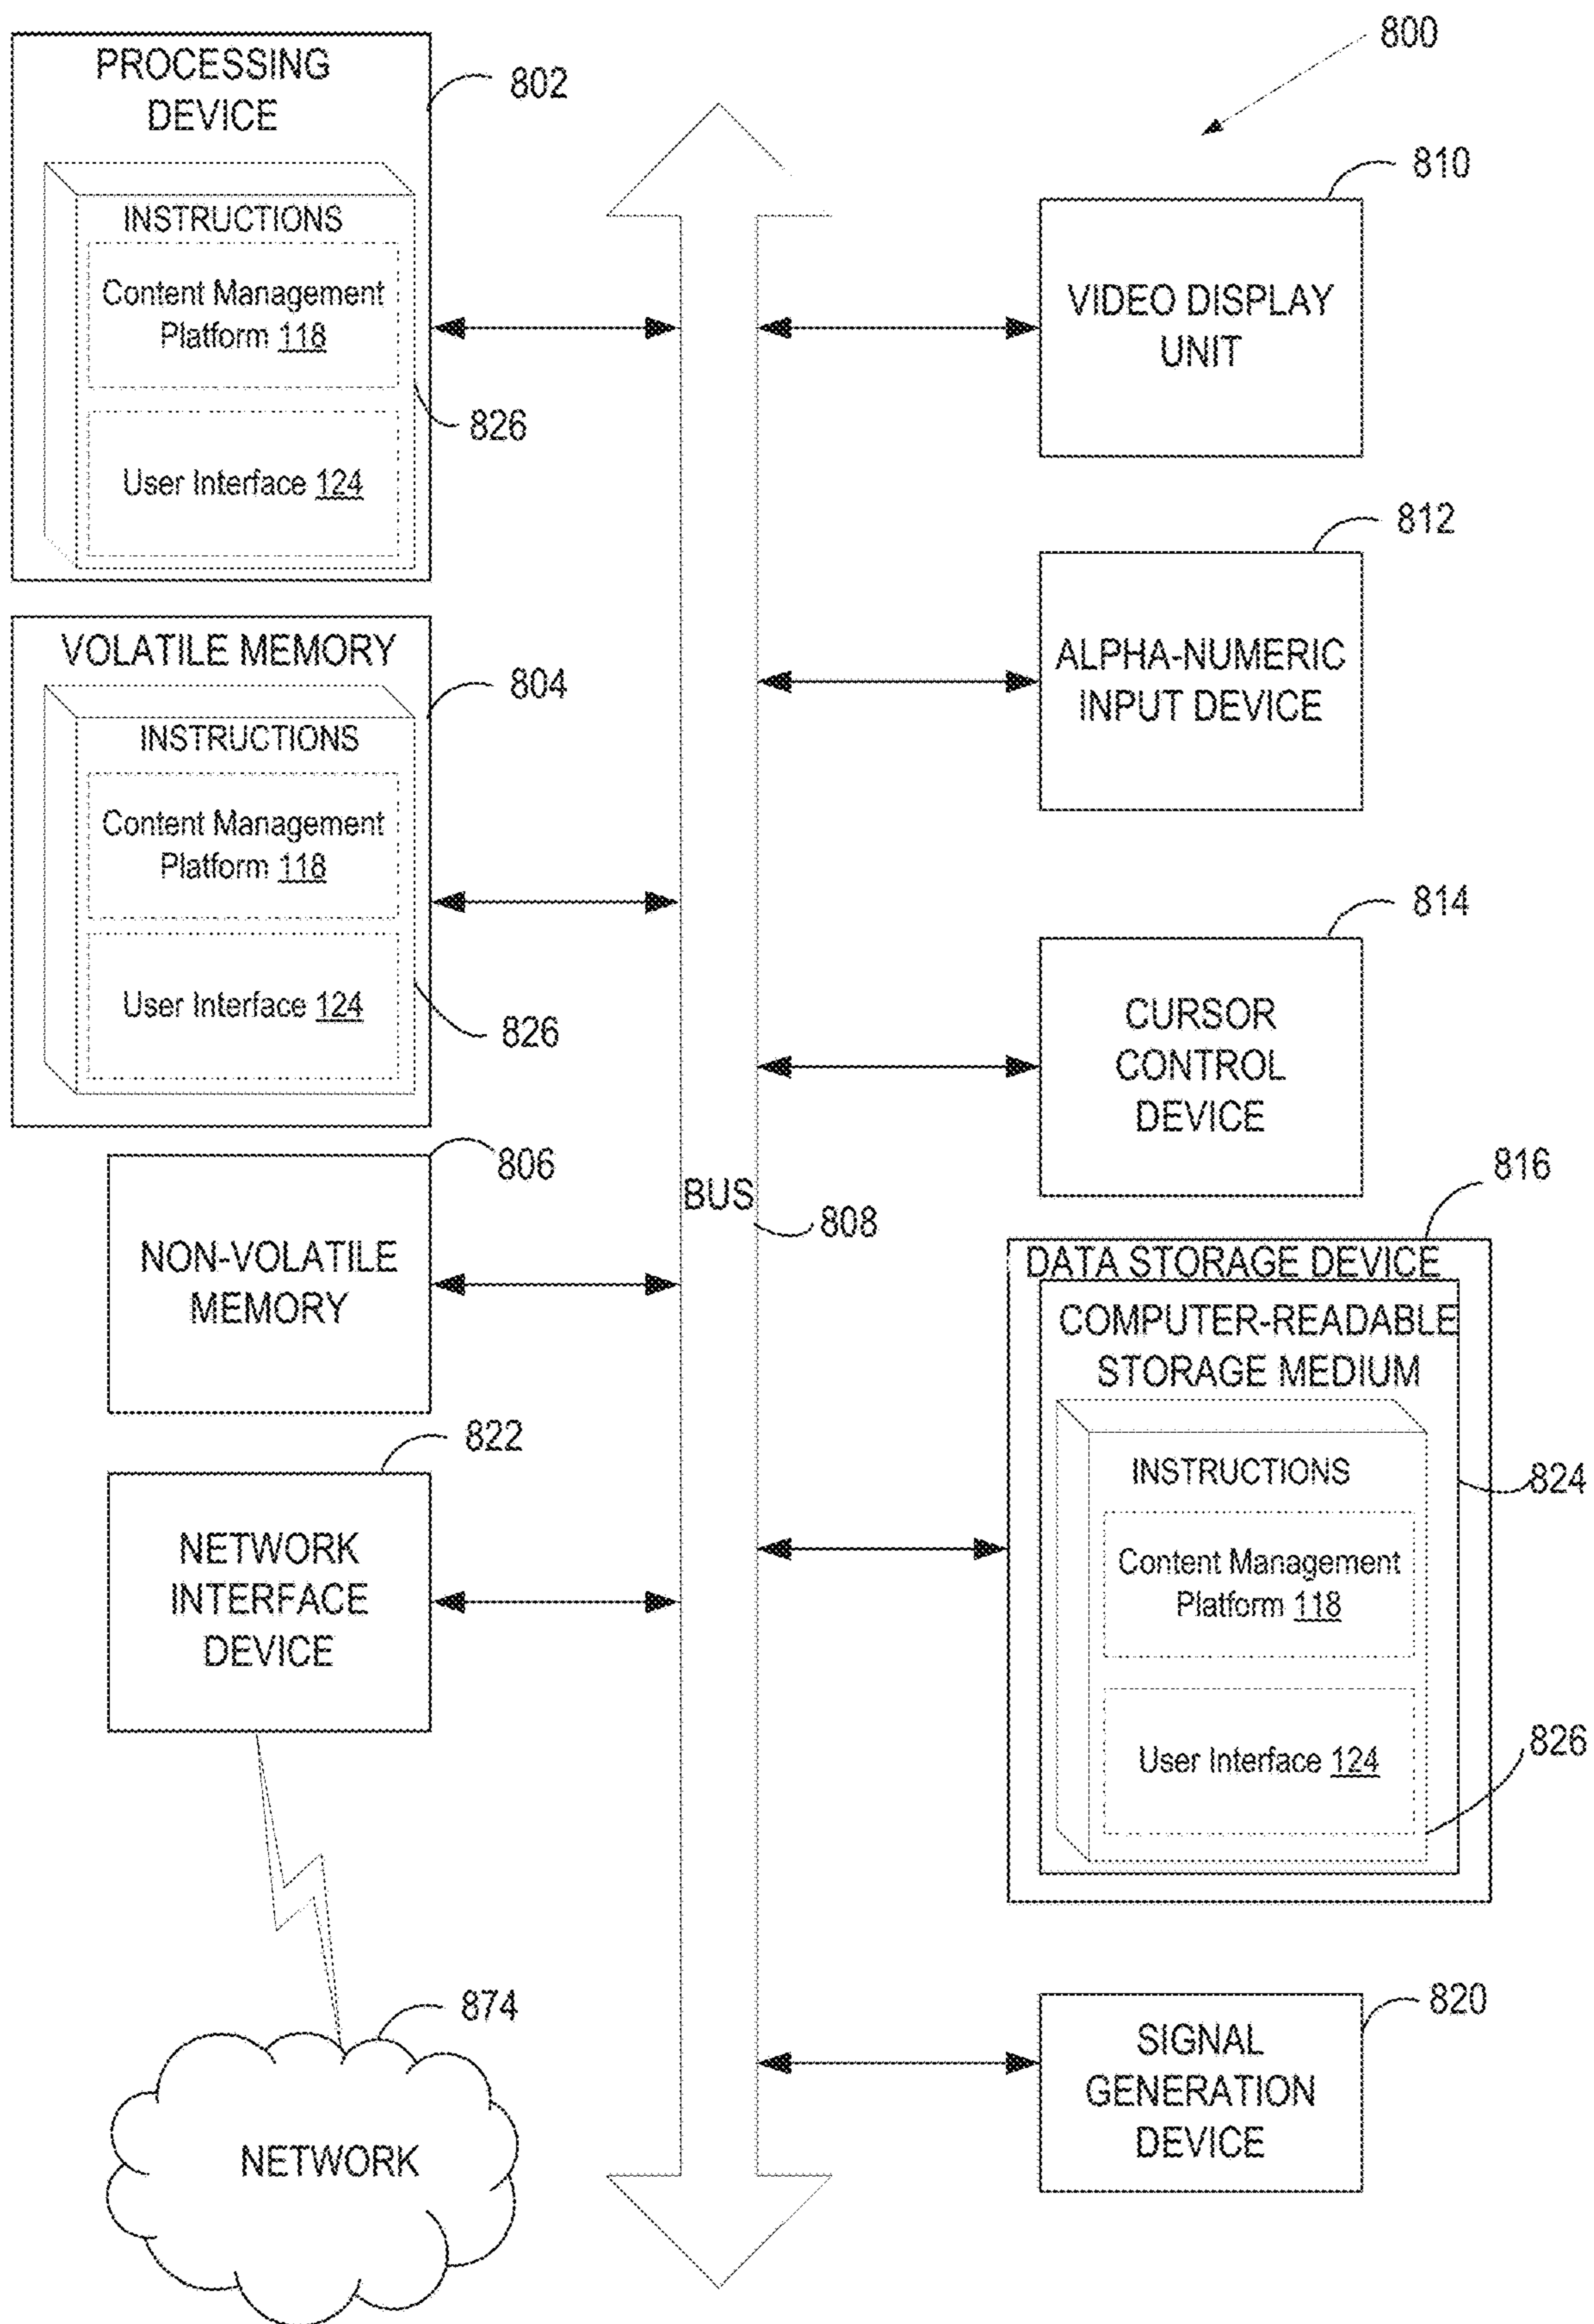 800
PROCESSING
DEVICE
802
INSTRUCTIONS
Content Management
Platform 118
826
User Interface 124
VOLATILE MEMORY
804
INSTRUCTIONS
Content Management
Platform 118
User Interface 124
826
806
NON-VOLATILE
MEMORY
822
NETWORK
INTERFACE
DEVICE
874
NETWORK
BUS
808
810
VIDEO DISPLAY
UNIT
812
ALPHA-NUMERIC
INPUT DEVICE
814
CURSOR
CONTROL
DEVICE
816
DATA STORAGE DEVICE
COMPUTER-READABLE
STORAGE MEDIUM
INSTRUCTIONS
824
Content Management
Platform 118
User Interface 124
826
820
SIGNAL
GENERATION
DEVICE